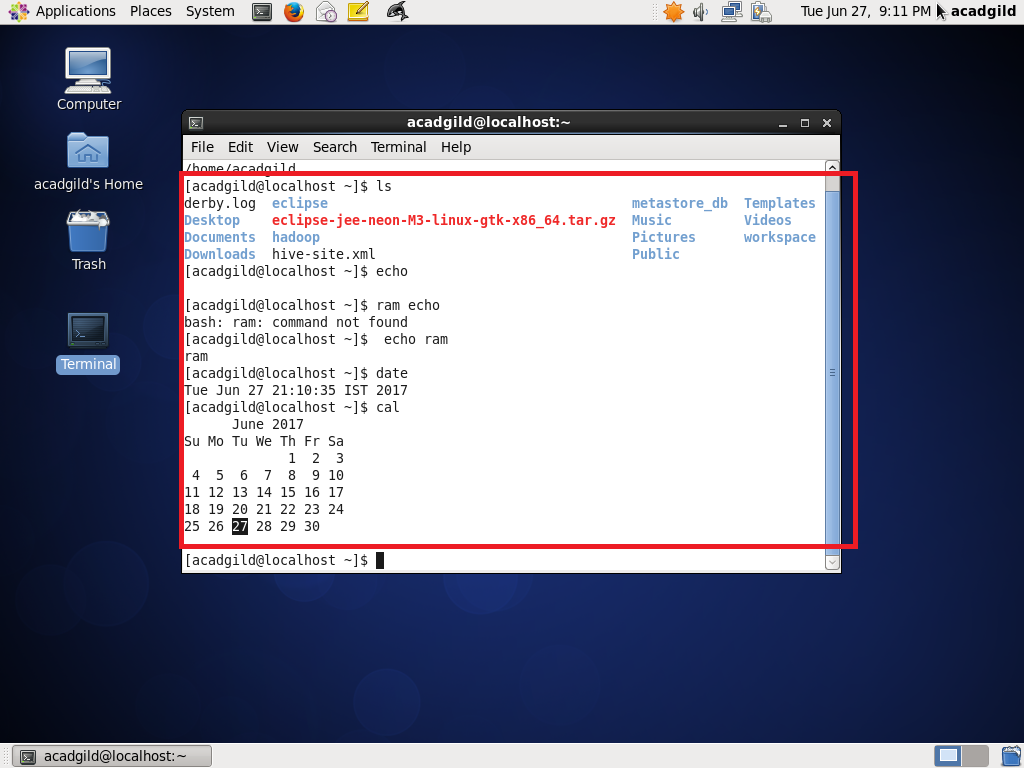 Applications Places System Tue Jun 27, 9:11 PM acadgild
Computer
acadgild's Home
Trash
Terminal
acadgild@localhost:~
File Edit View Search Terminal Help
/home/acadgild
[acadgild@localhost ~]$ ls
derby.log eclipse metastore_db Templates
Desktop eclipse-jee-neon-M3-linux-gtk-x86_64.tar.gz Music Videos
Documents hadoop Pictures workspace
Downloads hive-site.xml Public
[acadgild@localhost ~]$ echo
[acadgild@localhost ~]$ ram echo
bash: ram: command not found
[acadgild@localhost ~]$  echo ram
ram
[acadgild@localhost ~]$ date
Tue Jun 27 21:10:35 IST 2017
[acadgild@localhost ~]$ cal
June 2017
Su Mo Tu We Th Fr Sa
1 2 3
4 5 6 7 8 9 10
11 12 13 14 15 16 17
18 19 20 21 22 23 24
25 26 27 28 29 30
[acadgild@localhost ~]$
acadgild@localhost:~